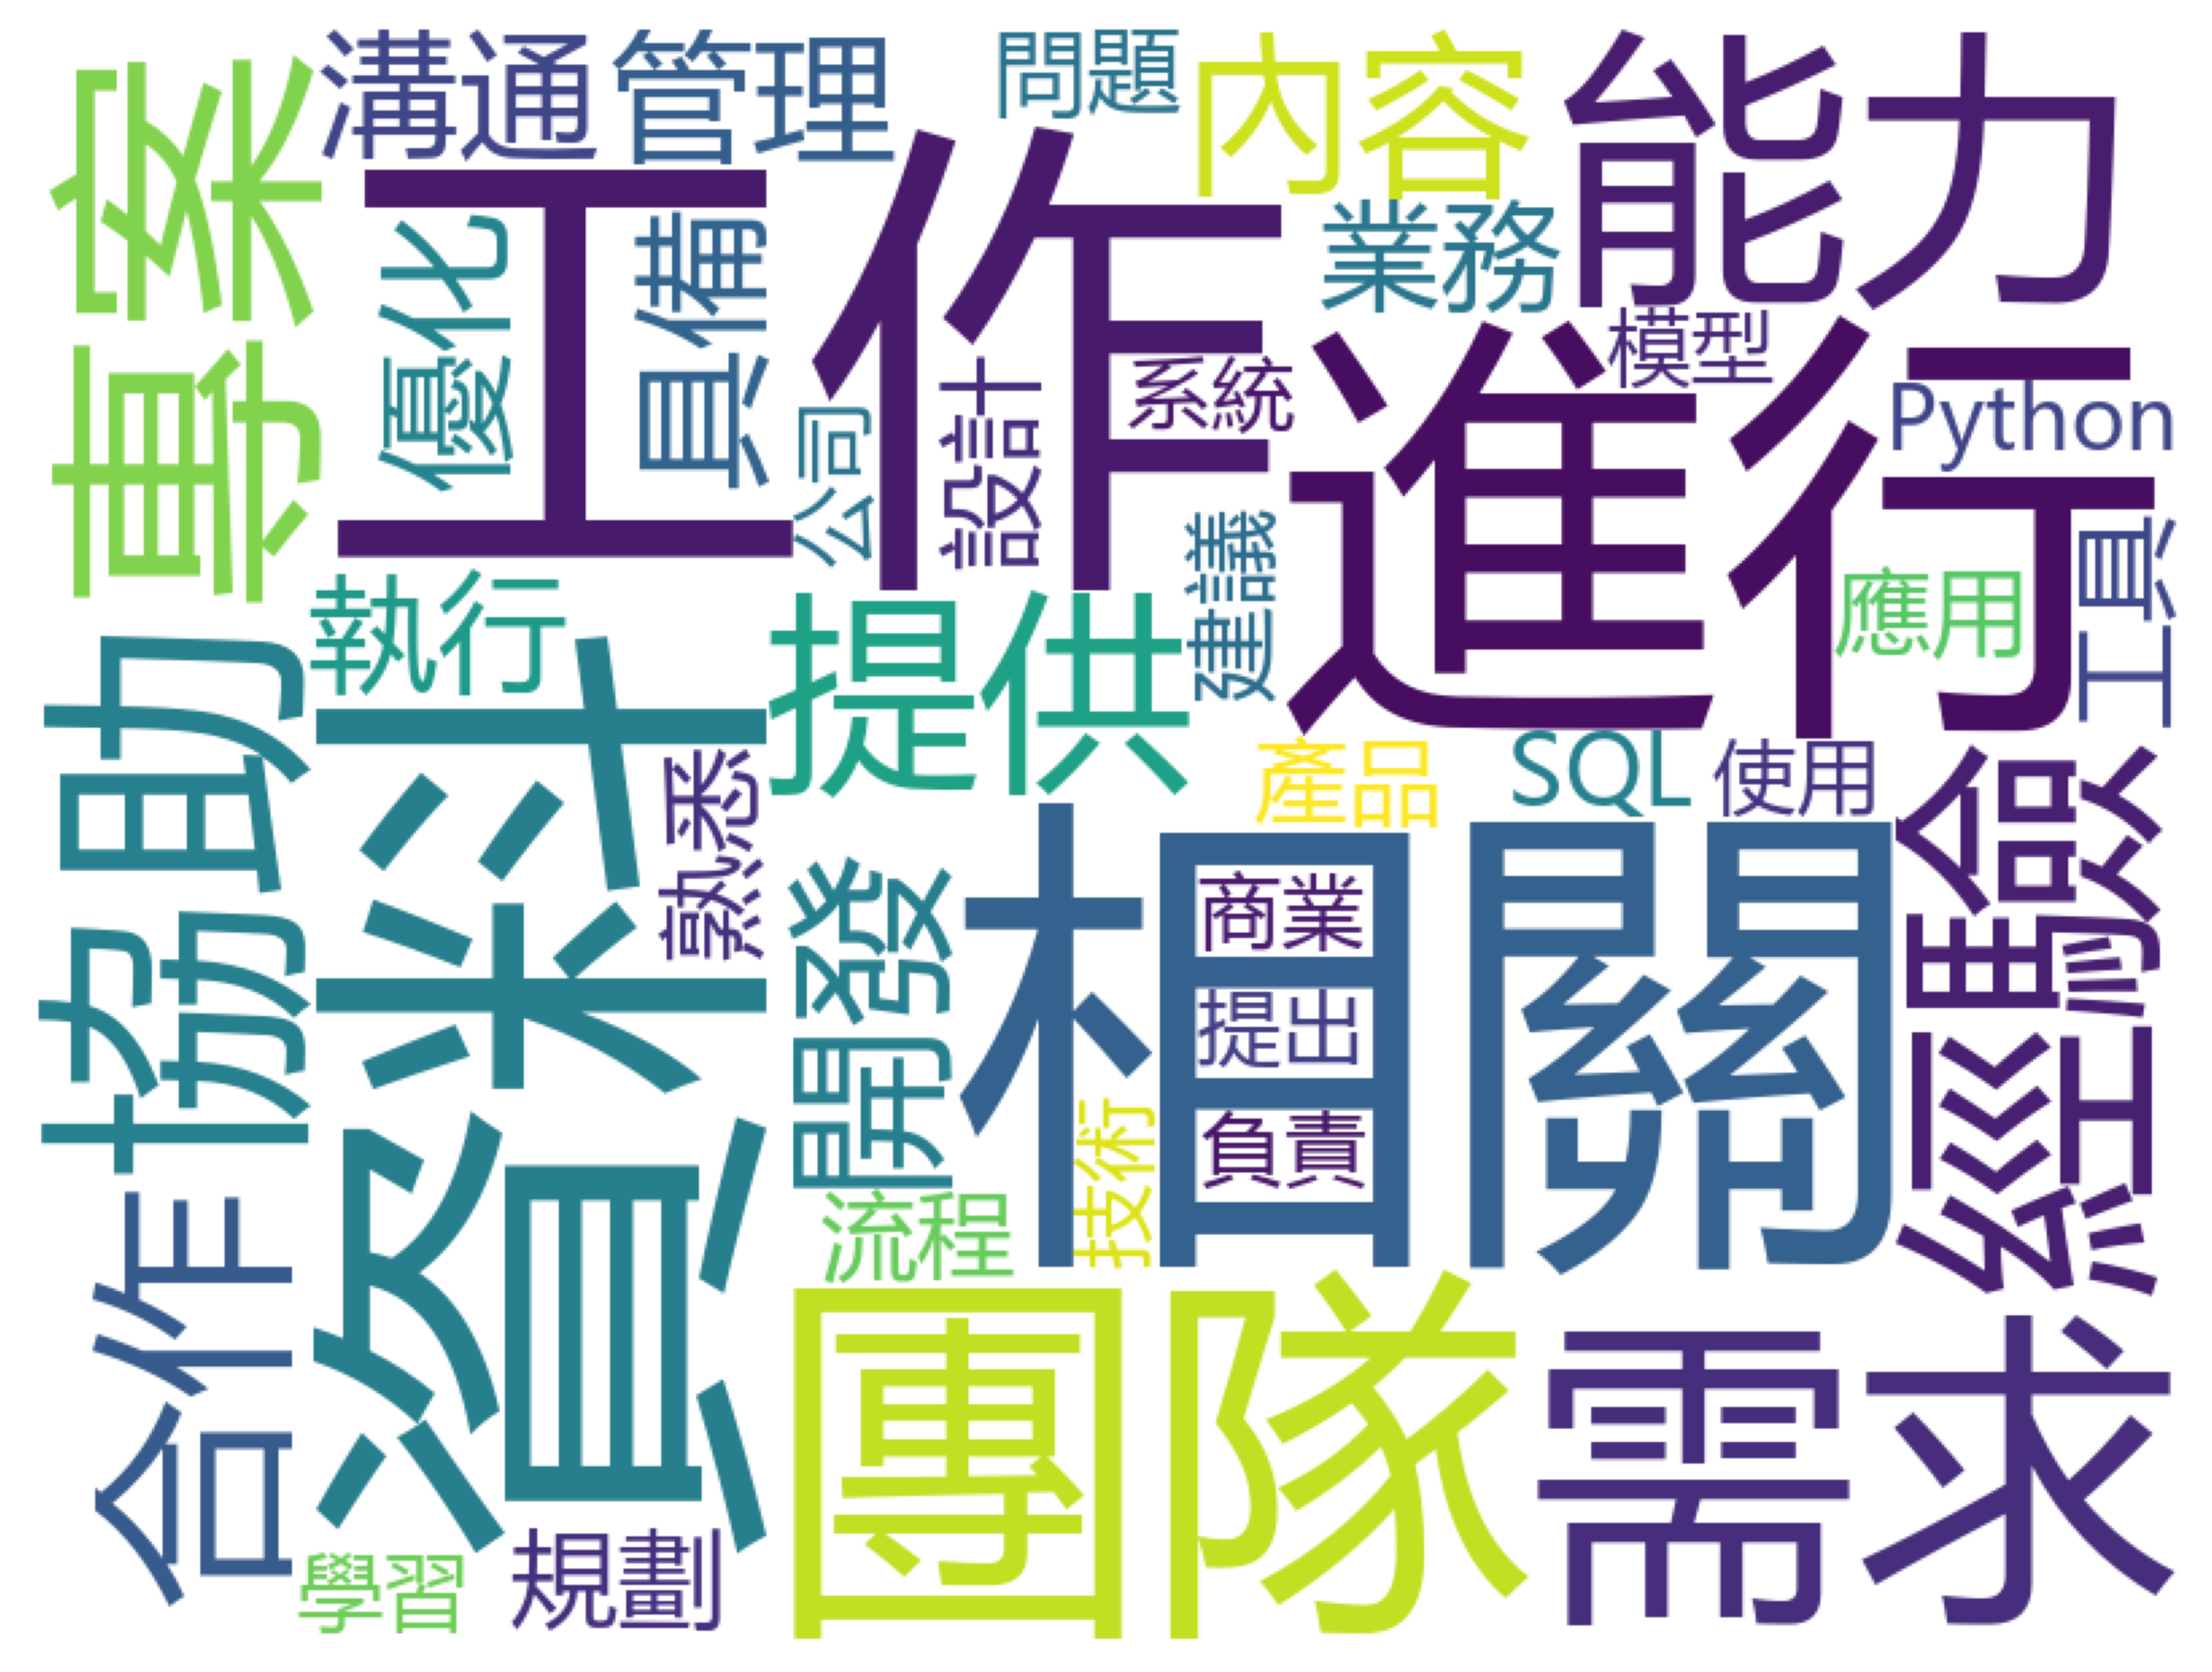 溝通
管理
問題
內容
能力
專案
工作
優化
具備
業務
模型
公司
設計
系統
進行
Python
工具
應用
建議
執行
提供
協助
資料
熟悉
產品
SQL
使用
經驗
開發
相關
商業
提出
負責
技術
流程
合作
團隊
需求
學習
規劃